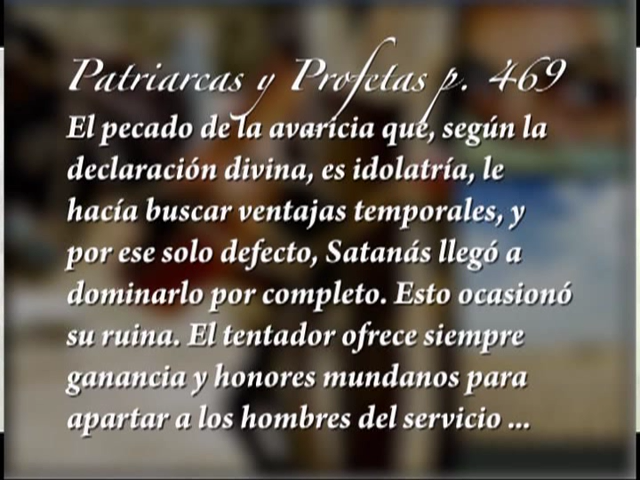 Patriarcas y Profetas p. 469
El pecado de la avaricia que, según la
declaración divina, es idolatría, le
hacía buscar ventajas temporales, y
por ese solo defecto, Satanás llegó a
dominarlo por completo. Esto ocasionó
su ruina. El tentador ofrece siempre
ganancia y honores mundanos para
apartar a los hombres del servicio ...